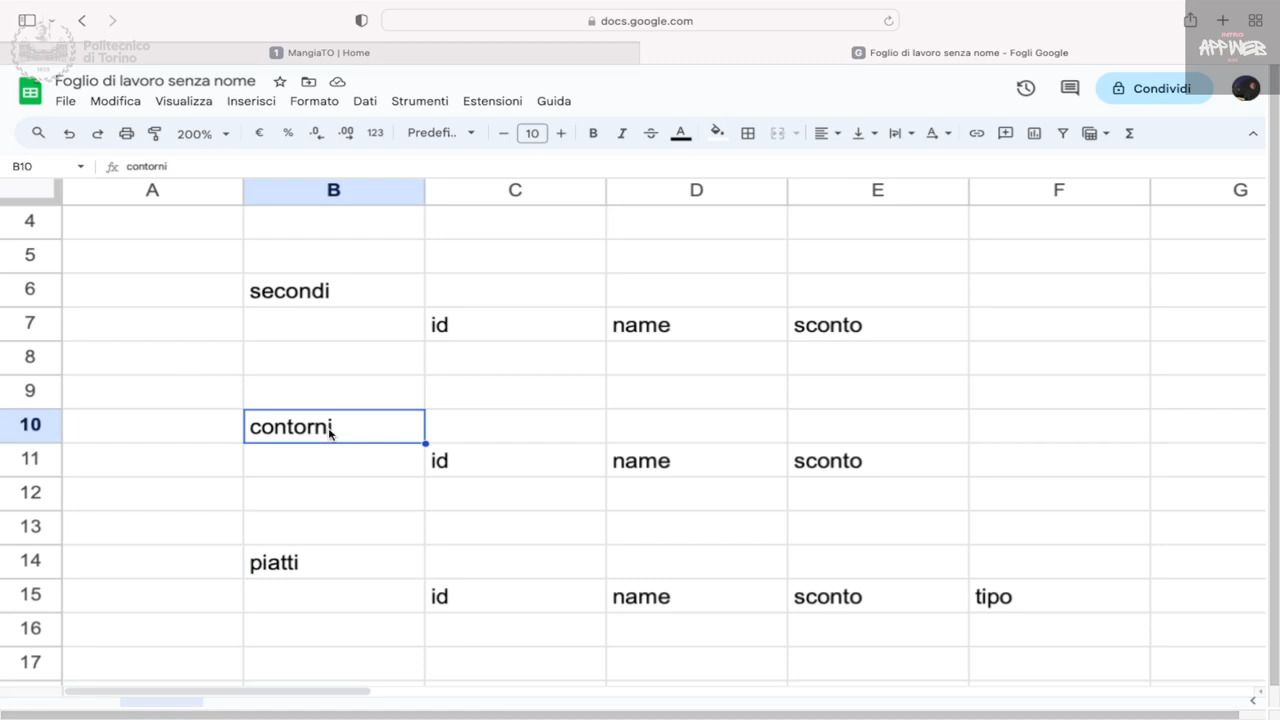 docs.google.com
Politecnico
di Torino
1859
MangiaTO | Home
Foglio di lavoro senza nome - Fogli Google
INTRO
APPWEB
Foglio di lavoro senza nome
File Modifica Visualizza Inserisci Formato Dati Strumenti Estensioni Guida
Condividi
200% € % .0 .00 123 Predefi... 10 B I A Σ
B10 fx contorni
A B C D E F G
4
5
6 secondi
7 id name sconto
8
9
10 contorni
11 id name sconto
12
13
14 piatti
15 id name sconto tipo
16
17